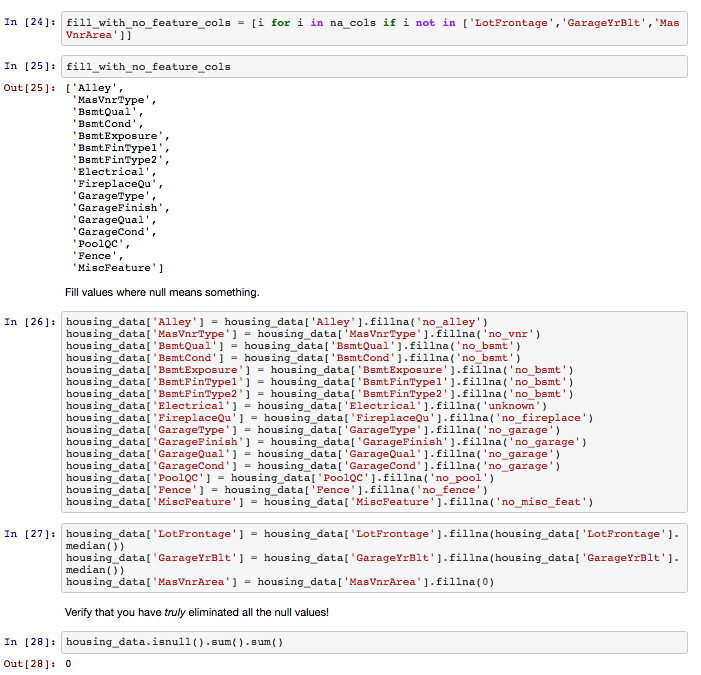 In [24]: fill_with_no_feature_cols = [i for i in na_cols if i not in ['LotFrontage','GarageYrBlt','Mas
VnrArea']]
In [25]: fill_with_no_feature_cols
Out[25]: ['Alley',
'MasVnrType',
'BsmtQual',
'BsmtCond',
'BsmtExposure',
'BsmtFinType1',
'BsmtFinType2',
'Electrical',
'FireplaceQu',
'GarageType',
'GarageFinish',
'GarageQual',
'GarageCond',
'PoolQC',
'Fence',
'MiscFeature']
Fill values where null means something.
In [26]: housing_data['Alley'] = housing_data['Alley'].fillna('no_alley')
housing_data['MasVnrType'] = housing_data['MasVnrType'].fillna('no_vnr')
housing_data['BsmtQual'] = housing_data['BsmtQual'].fillna('no_bsmt')
housing_data['BsmtCond'] = housing_data['BsmtCond'].fillna('no_bsmt')
housing_data['BsmtExposure'] = housing_data['BsmtExposure'].fillna('no_bsmt')
housing_data['BsmtFinType1'] = housing_data['BsmtFinType1'].fillna('no_bsmt')
housing_data['BsmtFinType2'] = housing_data['BsmtFinType2'].fillna('no_bsmt')
housing_data['Electrical'] = housing_data['Electrical'].fillna('unknown')
housing_data['FireplaceQu'] = housing_data['FireplaceQu'].fillna('no_fireplace')
housing_data['GarageType'] = housing_data['GarageType'].fillna('no_garage')
housing_data['GarageFinish'] = housing_data['GarageFinish'].fillna('no_garage')
housing_data['GarageQual'] = housing_data['GarageQual'].fillna('no_garage')
housing_data['GarageCond'] = housing_data['GarageCond'].fillna('no_garage')
housing_data['PoolQC'] = housing_data['PoolQC'].fillna('no_pool')
housing_data['Fence'] = housing_data['Fence'].fillna('no_fence')
housing_data['MiscFeature'] = housing_data['MiscFeature'].fillna('no_misc_feat')
In [27]: housing_data['LotFrontage'] = housing_data['LotFrontage'].fillna(housing_data['LotFrontage'].
median())
housing_data['GarageYrBlt'] = housing_data['GarageYrBlt'].fillna(housing_data['GarageYrBlt'].
median())
housing_data['MasVnrArea'] = housing_data['MasVnrArea'].fillna(0)
Verify that you have truly eliminated all the null values!
In [28]: housing_data.isnull().sum().sum()
Out[28]: 0